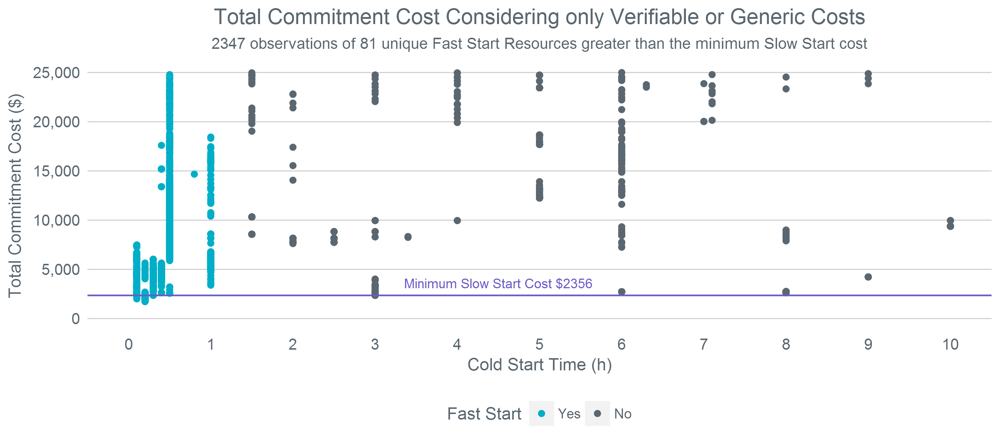 Total Commitment Cost Considering only Verifiable or Generic Costs
2347 observations of 81 unique Fast Start Resources greater than the minimum Slow Start cost
Total Commitment Cost ($)
25,000
20,000
15,000
10,000
5,000
0
Minimum Slow Start Cost $2356
0 1 2 3 4 5 6 7 8 9 10
Cold Start Time (h)
Fast Start Yes No